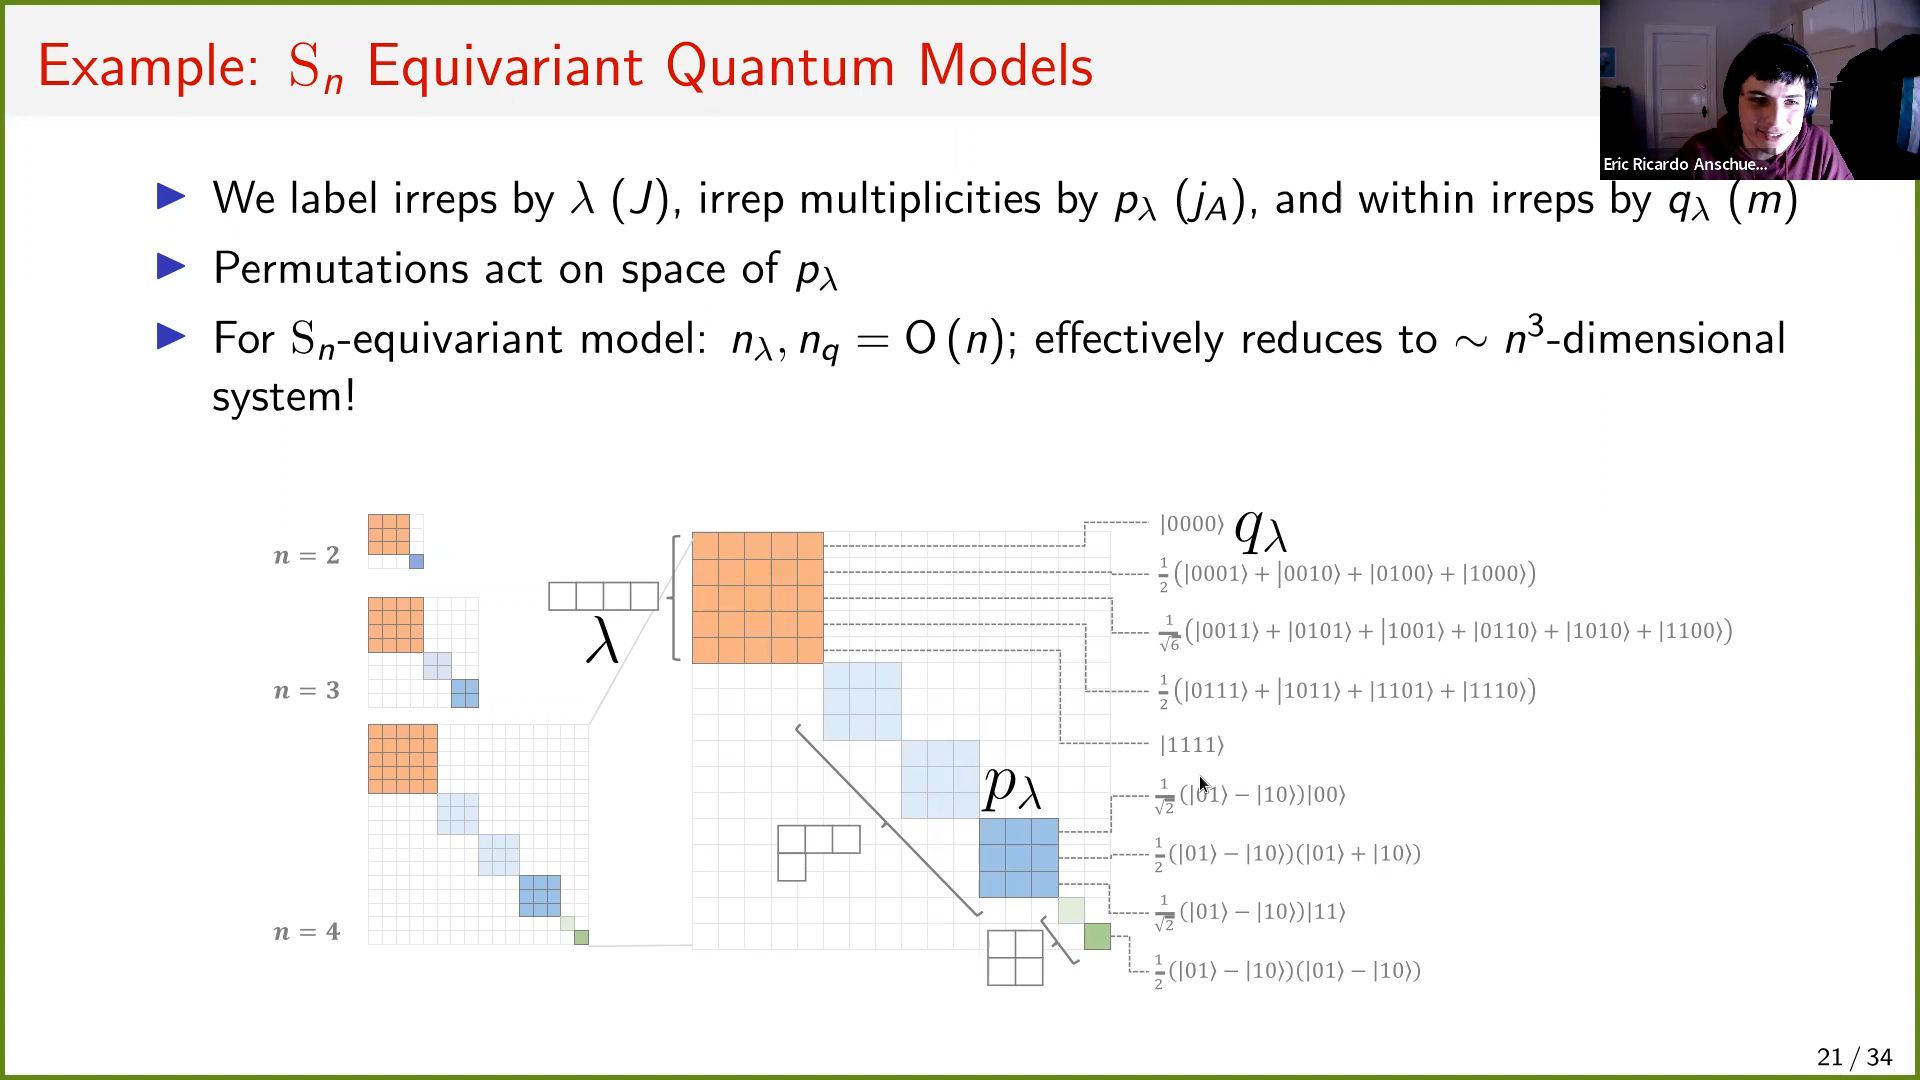 Example: Sₙ Equivariant Quantum Models
Eric Ricardo Anschue...
We label irreps by λ (J), irrep multiplicities by p_λ (j_A), and within irreps by q_λ (m)
Permutations act on space of p_λ
For Sₙ-equivariant model: n_λ, n_q = O (n); effectively reduces to ∼ n³-dimensional
system!
n = 2
n = 3
n = 4
λ
p_λ
|0000⟩ q_λ
1/2 (|0001⟩ + |0010⟩ + |0100⟩ + |1000⟩)
1/√6 (|0011⟩ + |0101⟩ + |1001⟩ + |0110⟩ + |1010⟩ + |1100⟩)
1/2 (|0111⟩ + |1011⟩ + |1101⟩ + |1110⟩)
|1111⟩
1/√2 (|01⟩ − |10⟩)|00⟩
1/2 (|01⟩ − |10⟩)(|01⟩ + |10⟩)
1/√2 (|01⟩ − |10⟩)|11⟩
1/2 (|01⟩ − |10⟩)(|01⟩ − |10⟩)
21 / 34